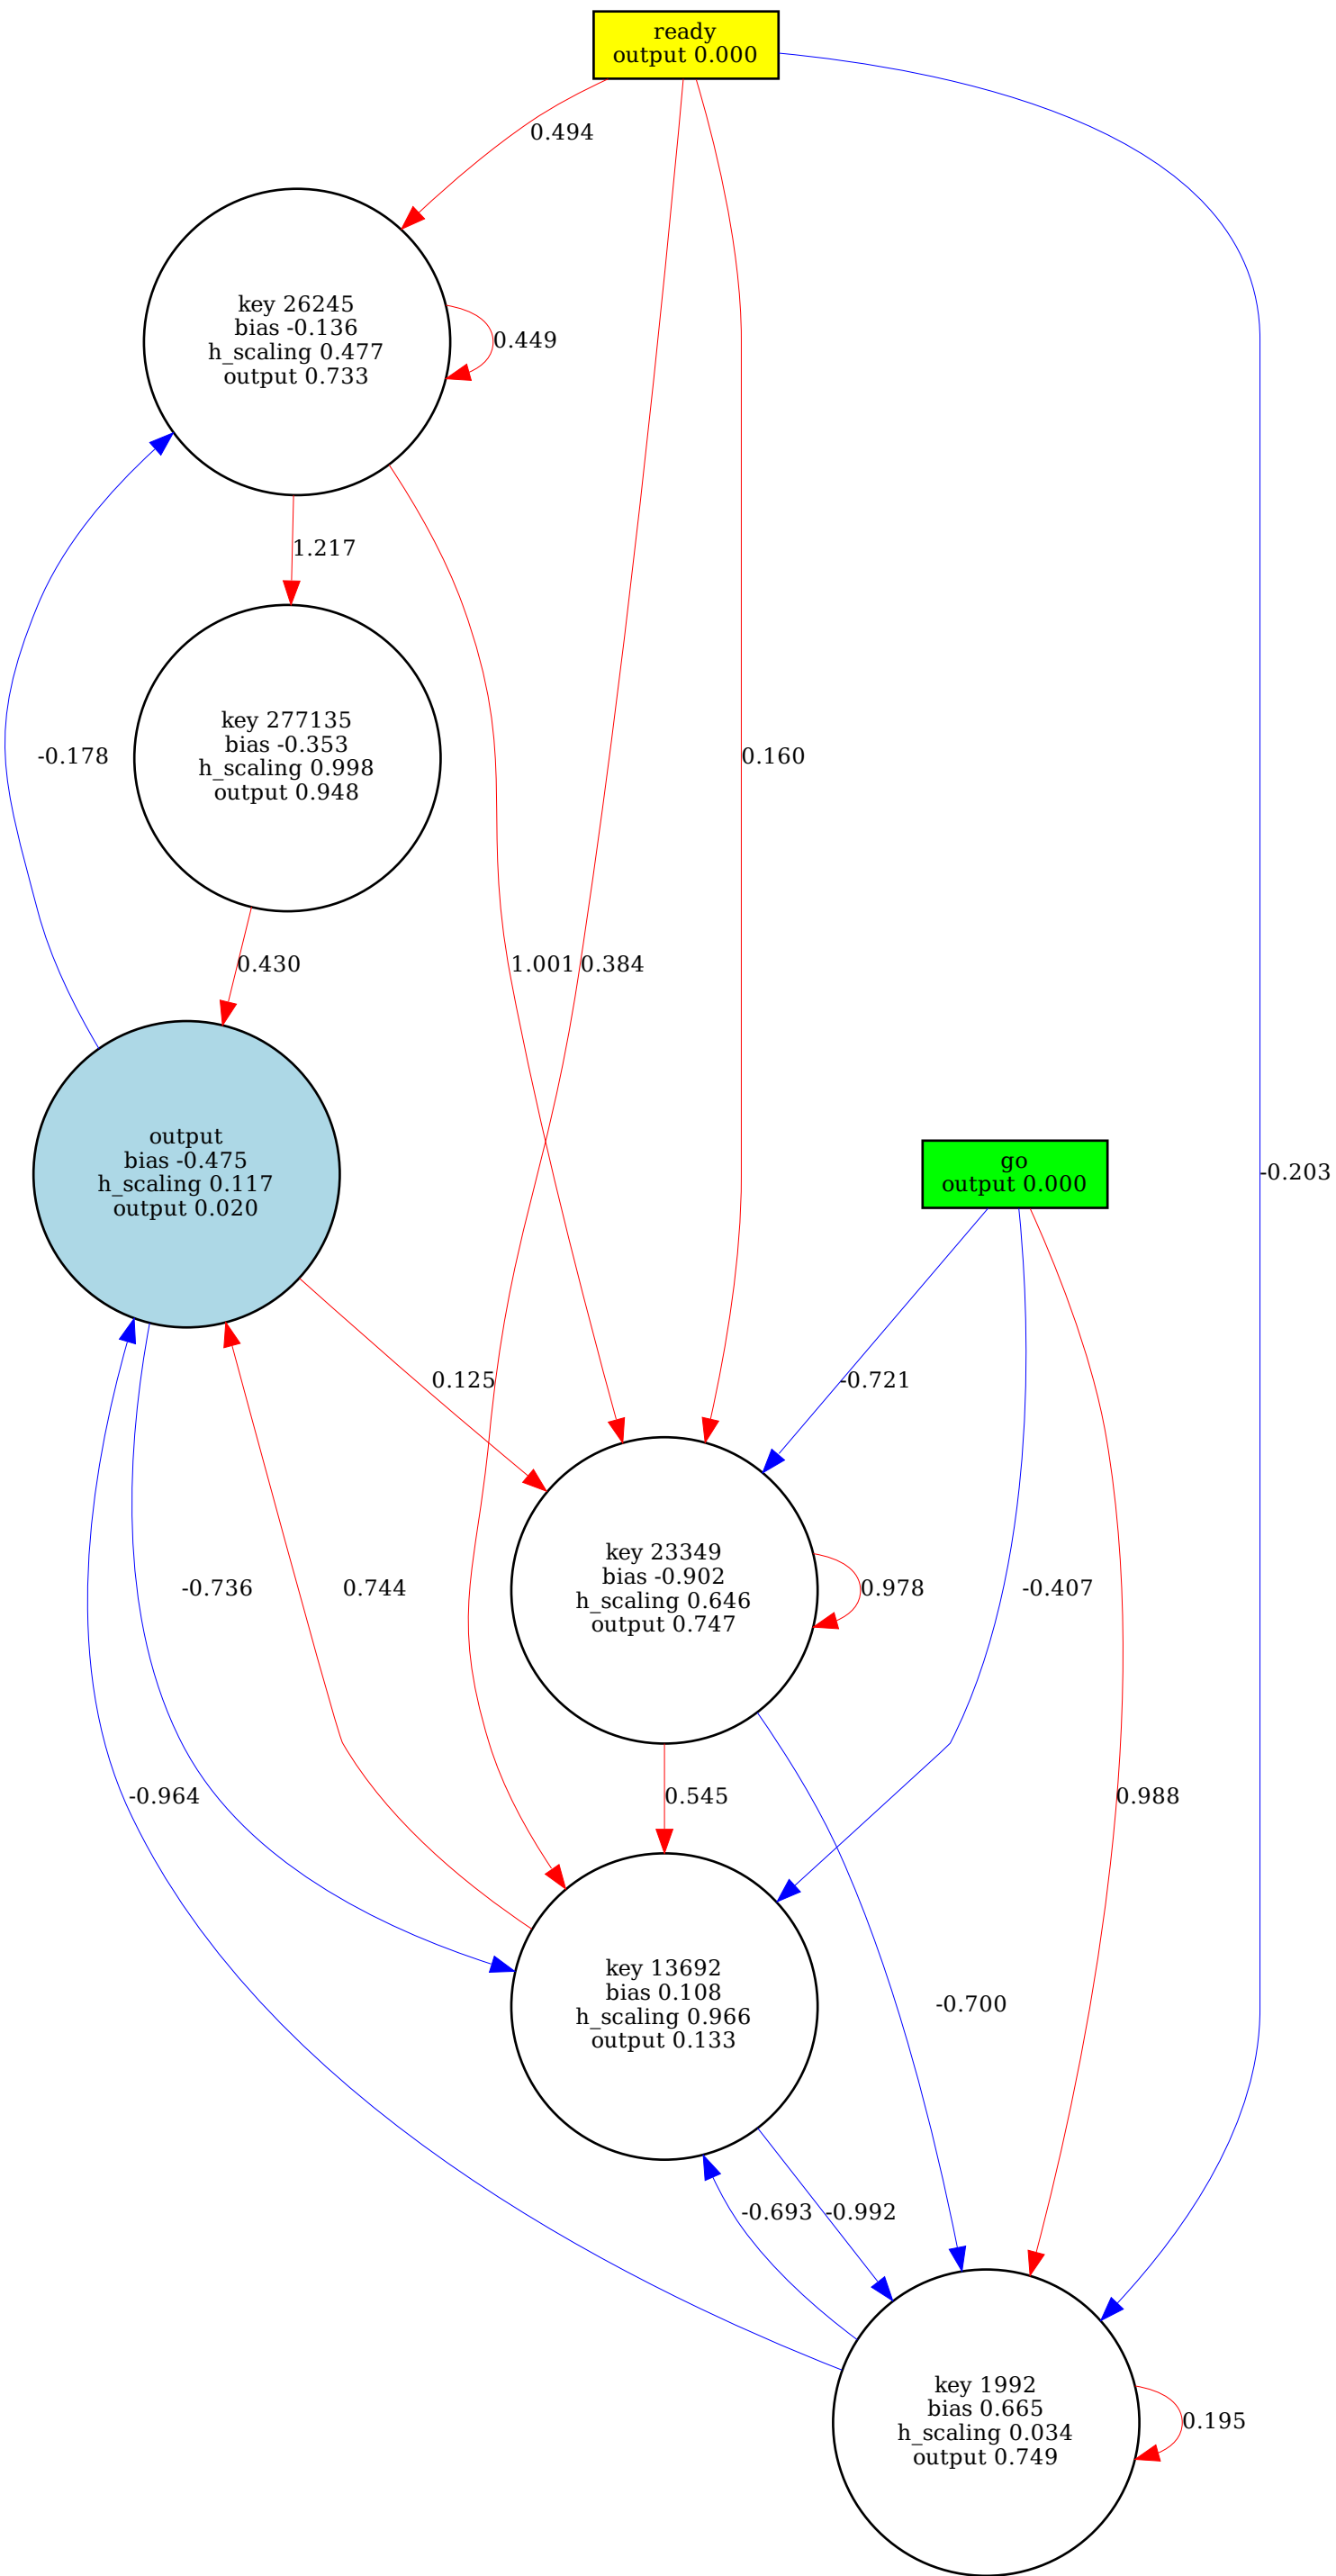 ready
output 0.000
0.494
key 26245
bias -0.136
h_scaling 0.477
output 0.733
0.449
1.217
key 277135
bias -0.353
h_scaling 0.998
output 0.948
-0.178
0.160
0.430
1.001
0.384
output
bias -0.475
h_scaling 0.117
output 0.020
go
output 0.000
-0.203
0.125
-0.721
key 23349
bias -0.902
h_scaling 0.646
output 0.747
0.978
-0.736
0.744
-0.407
-0.964
0.545
0.988
key 13692
bias 0.108
h_scaling 0.966
output 0.133
-0.700
-0.693
-0.992
key 1992
bias 0.665
h_scaling 0.034
output 0.749
0.195